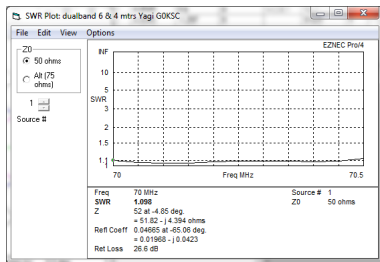 SWR Plot: dualband 6 & 4 mtrs Yagi G0KSC
File Edit View Options
Z0
50 ohms
Alt (75 ohms)
1
Source #
EZNEC Pro/4
INF
10
5
SWR
3
2
1.5
1.1
1
70 Freq MHz 70.5
Freq 70 MHz Source # 1
SWR 1.098 Z0 50 ohms
Z 52 at -4.85 deg.
= 51.82 - j 4.394 ohms
Refl Coeff 0.04665 at -65.06 deg.
= 0.01968 - j 0.0423
Ret Loss 26.6 dB